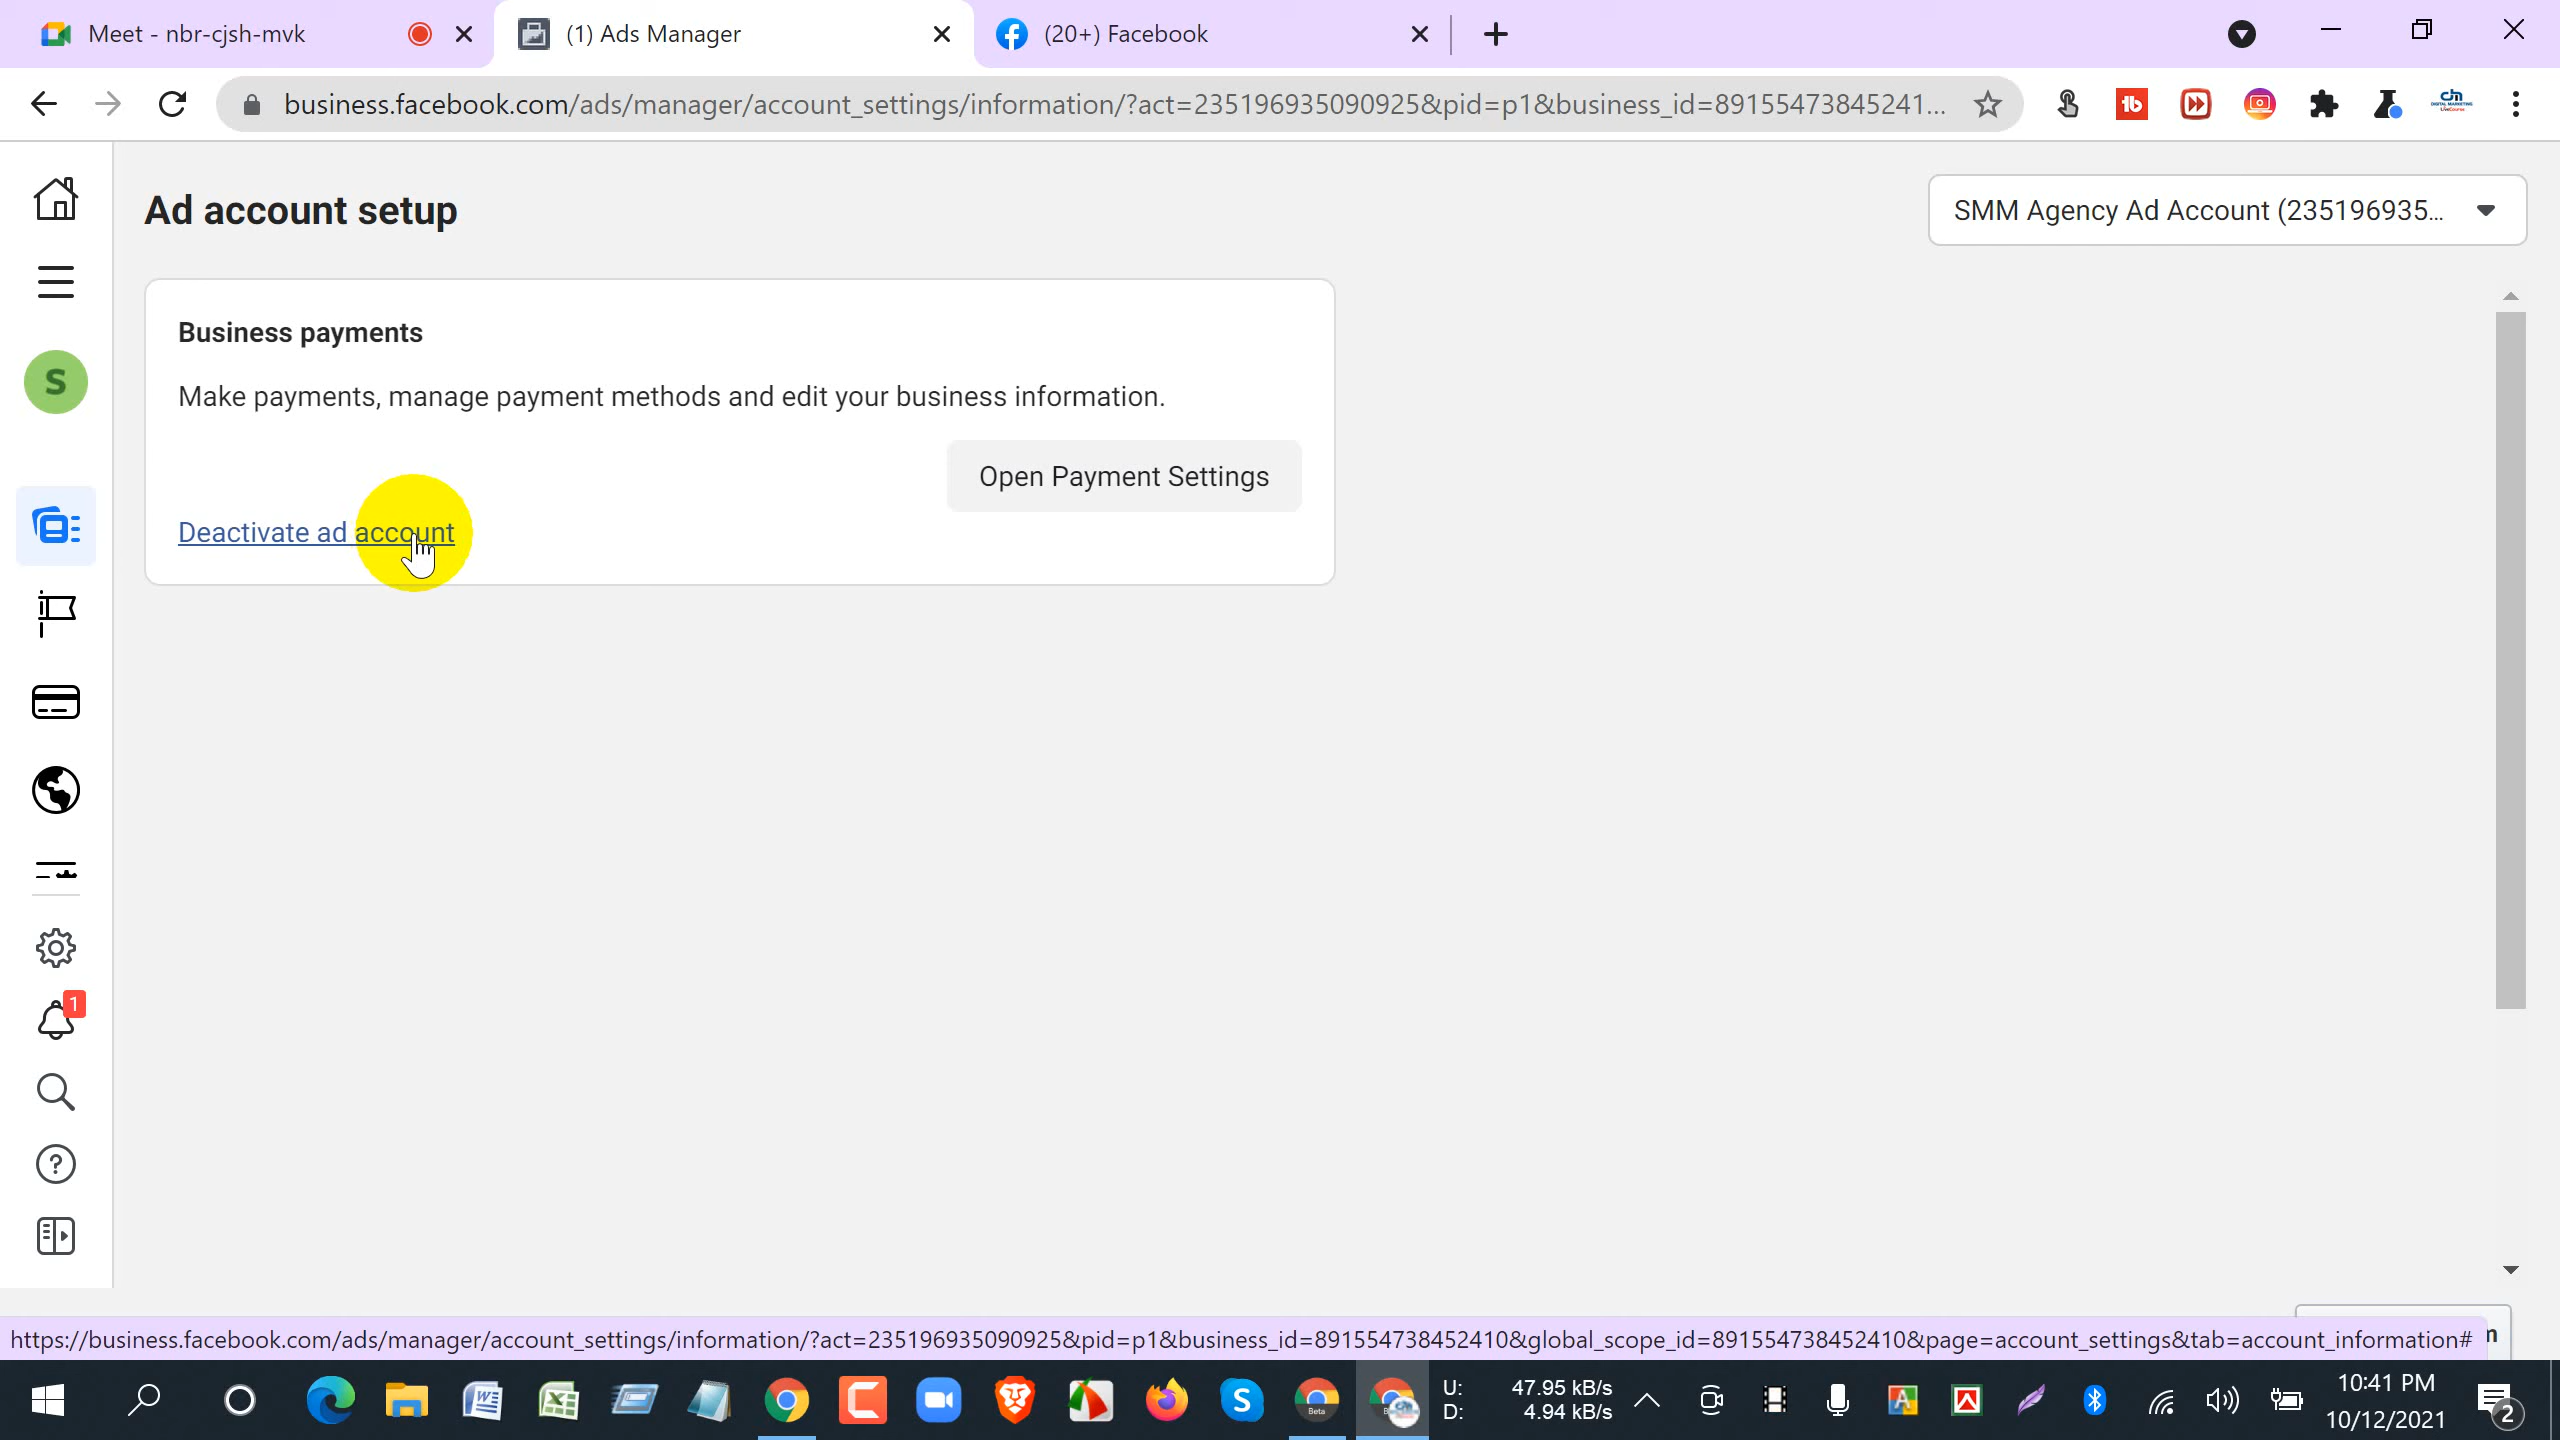 Meet - nbr-cjsh-mvk
(1) Ads Manager
(20+) Facebook
business.facebook.com/ads/manager/account_settings/information/?act=235196935090925&pid=p1&business_id=89155473845241...
Ad account setup
SMM Agency Ad Account (235196935...
Business payments
Make payments, manage payment methods and edit your business information.
Open Payment Settings
Deactivate ad account
S
1
https://business.facebook.com/ads/manager/account_settings/information/?act=235196935090925&pid=p1&business_id=891554738452410&global_scope_id=891554738452410&page=account_settings&tab=account_information#
Beta
U: 47.95 kB/s
D: 4.94 kB/s
10:41 PM
10/12/2021
2